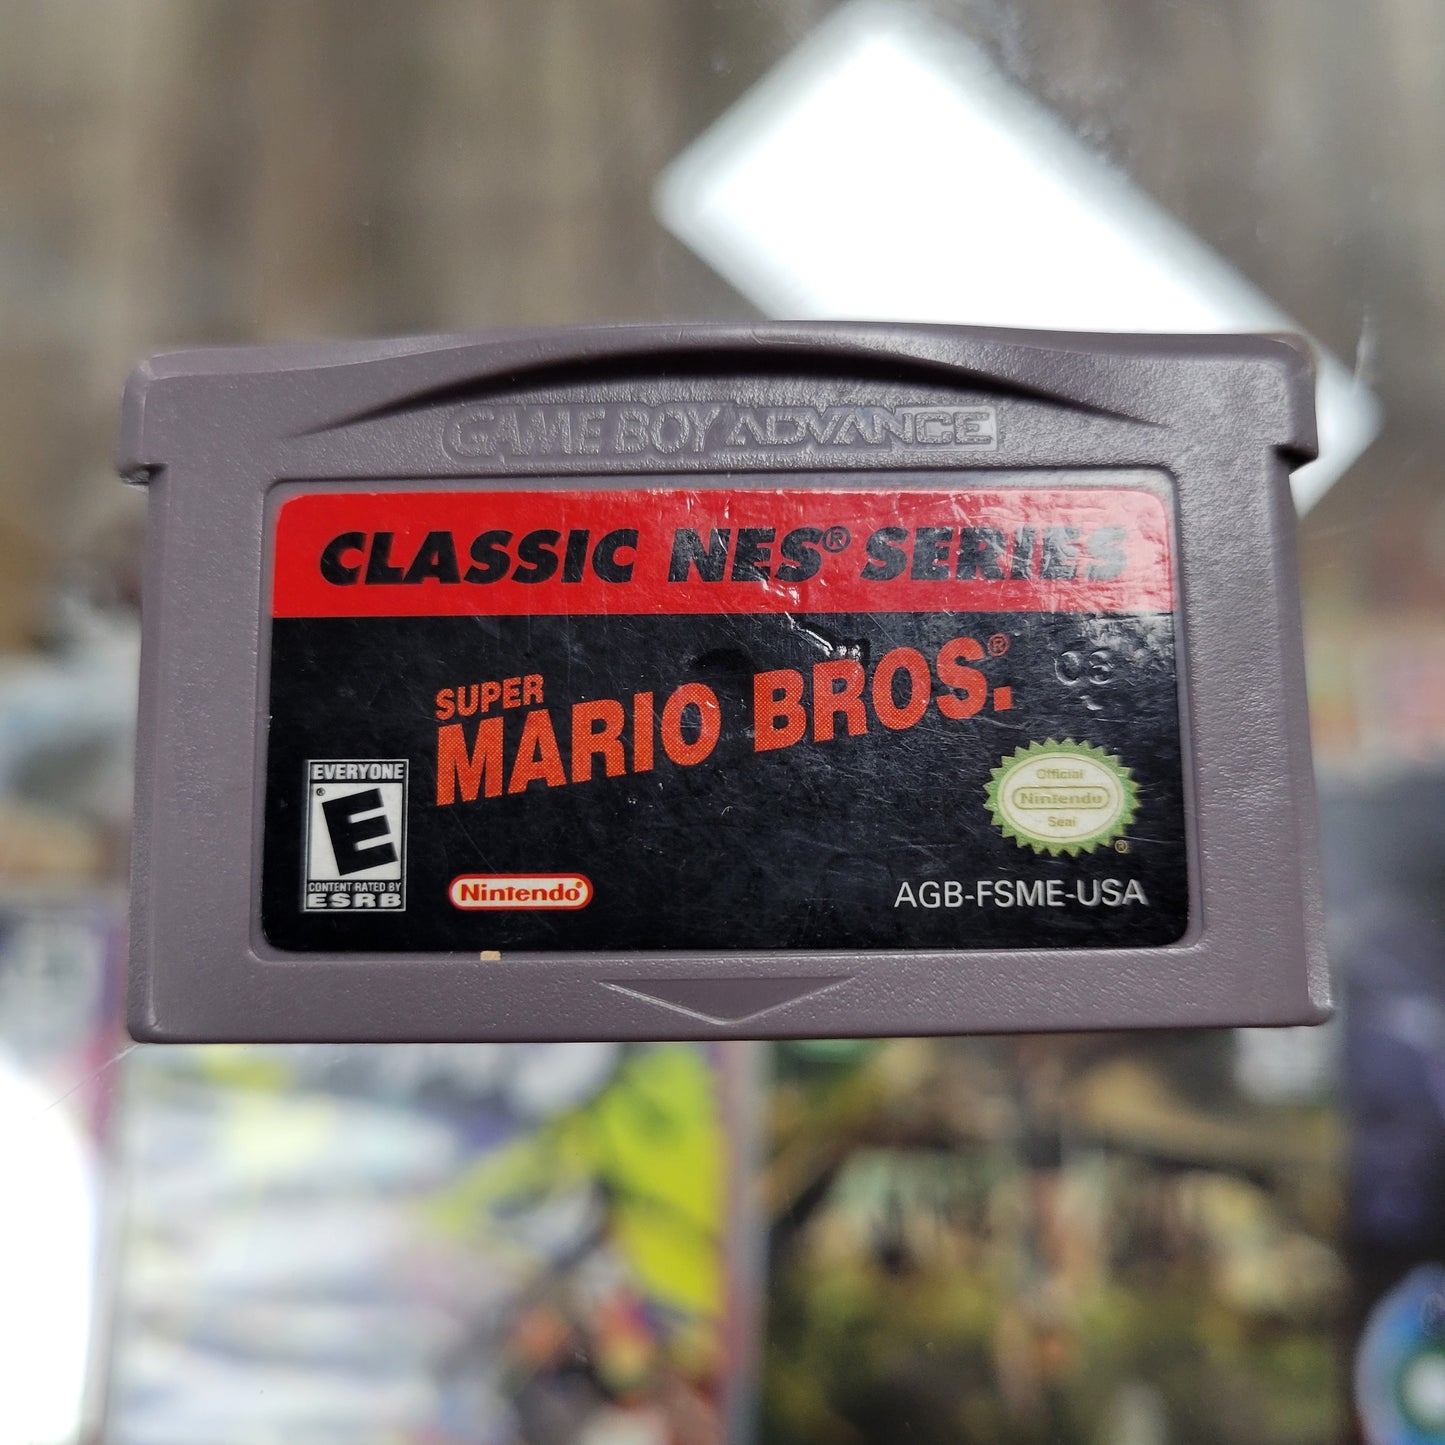 GAME BOY ADVANCE
CLASSIC NES® SERIES
SUPER
MARIO BROS.®
03
EVERYONE
E®
CONTENT RATED BY
ESRB
Nintendo®
Official
Nintendo
Seal
®
AGB-FSME-USA